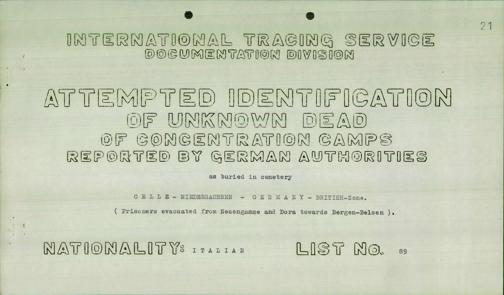 21
INTERNATIONAL TRACING SERVICE
DOCUMENTATION DIVISION
ATTEMPTED IDENTIFICATION
OF UNKNOWN DEAD
OF CONCENTRATION CAMPS
REPORTED BY GERMAN AUTHORITIES
as buried in cemetery
CELLE - NIEDERSACHSEN - GERMANY - BRITISH-Zone.
( Prisoners evacuated from Neuengamme and Dora towards Bergen-Belsen ).
NATIONALITY: ITALIAN LIST No. 89